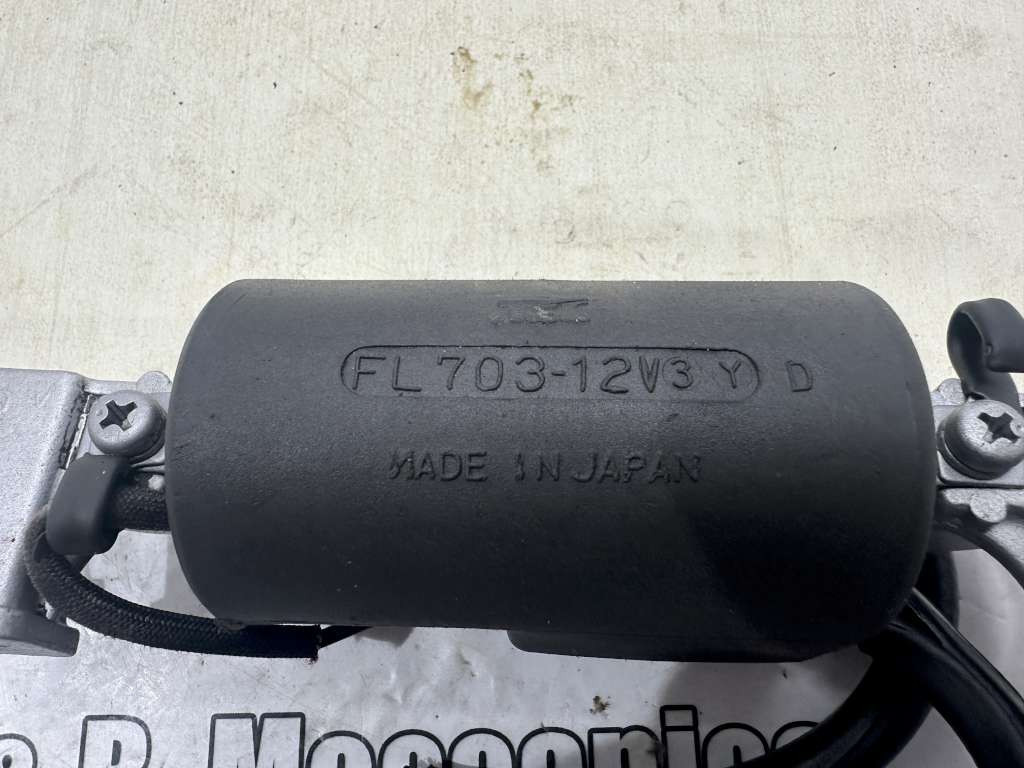 FL703-12V3 Y D
MADE IN JAPAN